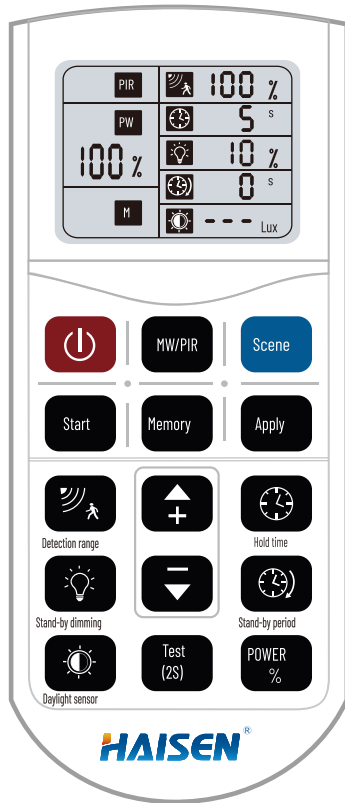 PIR
100 %
PW
5 s
100 %
10 %
0 s
M
--- Lux
MW/PIR
Scene
Start
Memory
Apply
+
Detection range
Hold time
−
Stand-by dimming
Stand-by period
Test
(2S)
POWER
%
Daylight sensor
HAISEN®